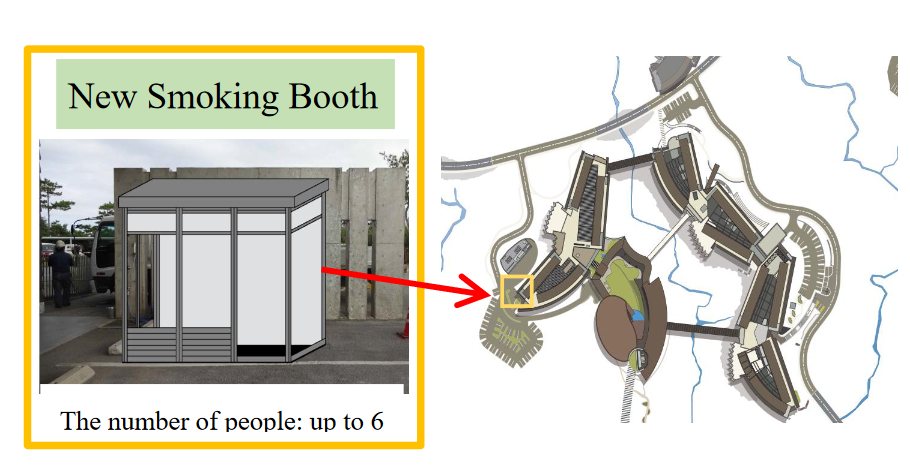 New Smoking Booth
The number of people: up to 6